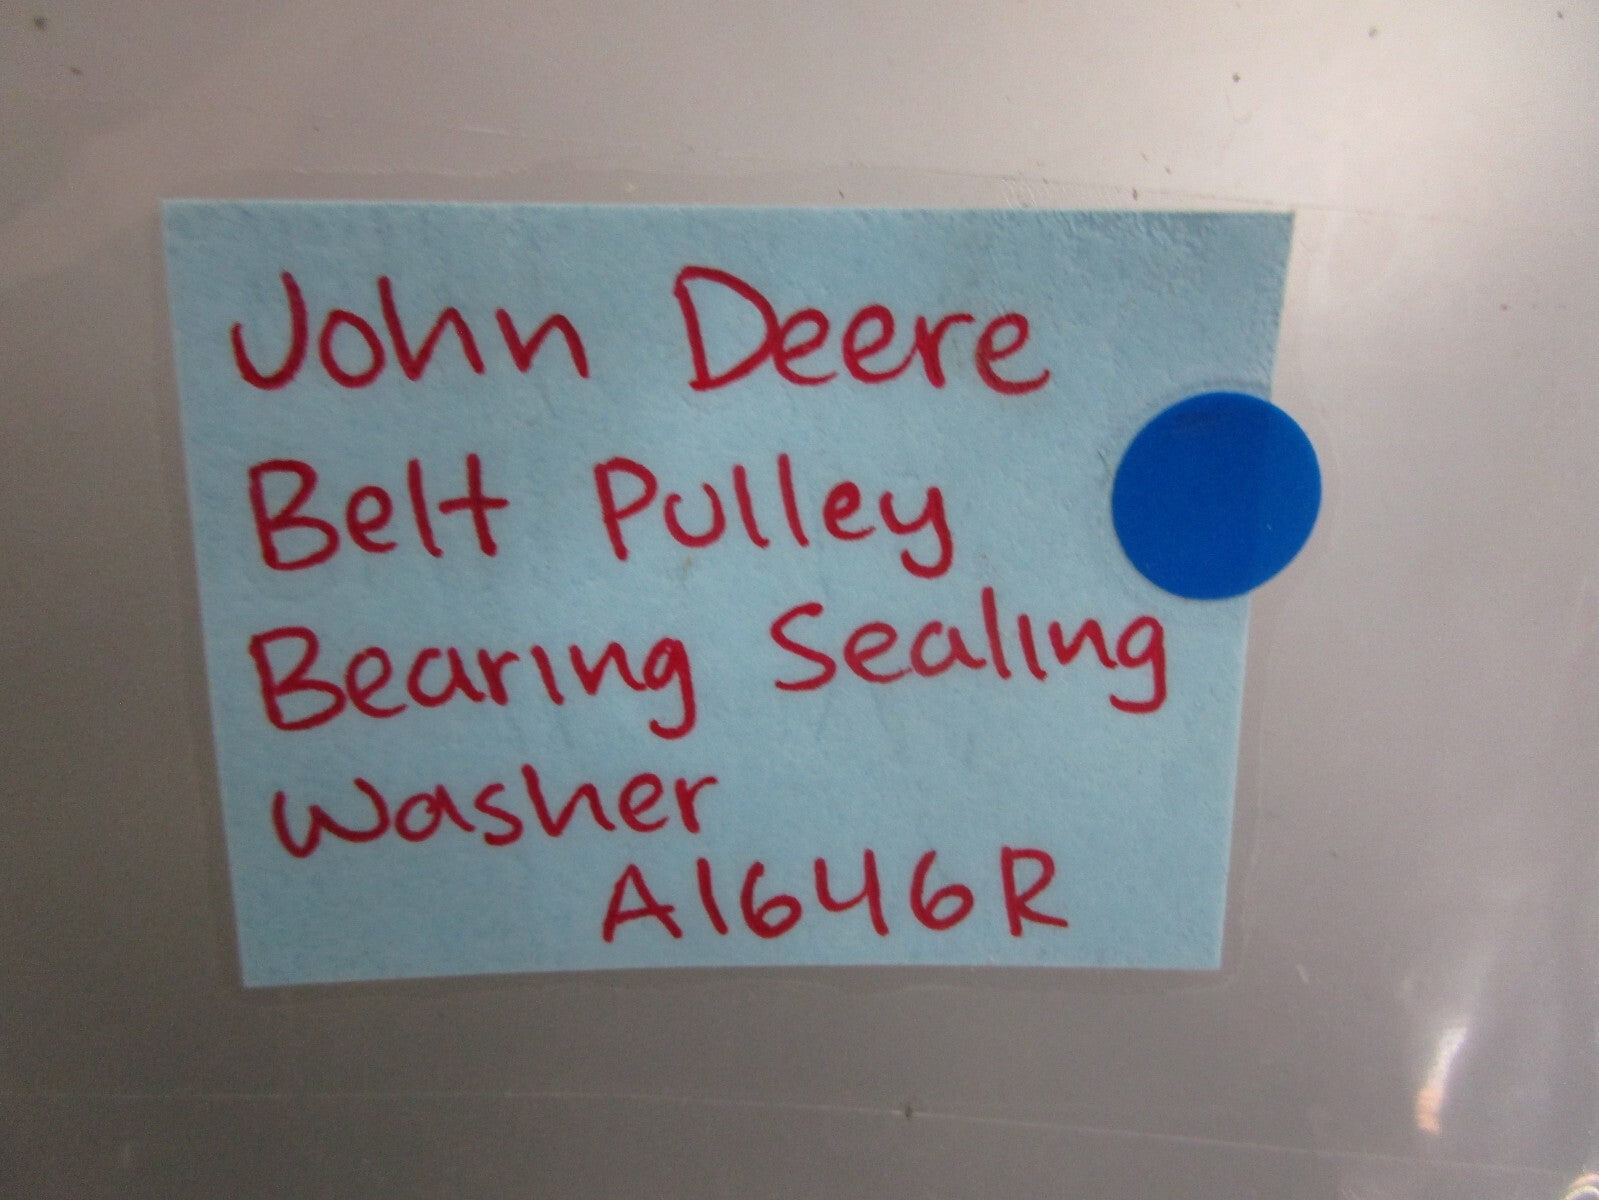 John Deere
Belt Pulley
Bearing Sealing
Washer
A1646R